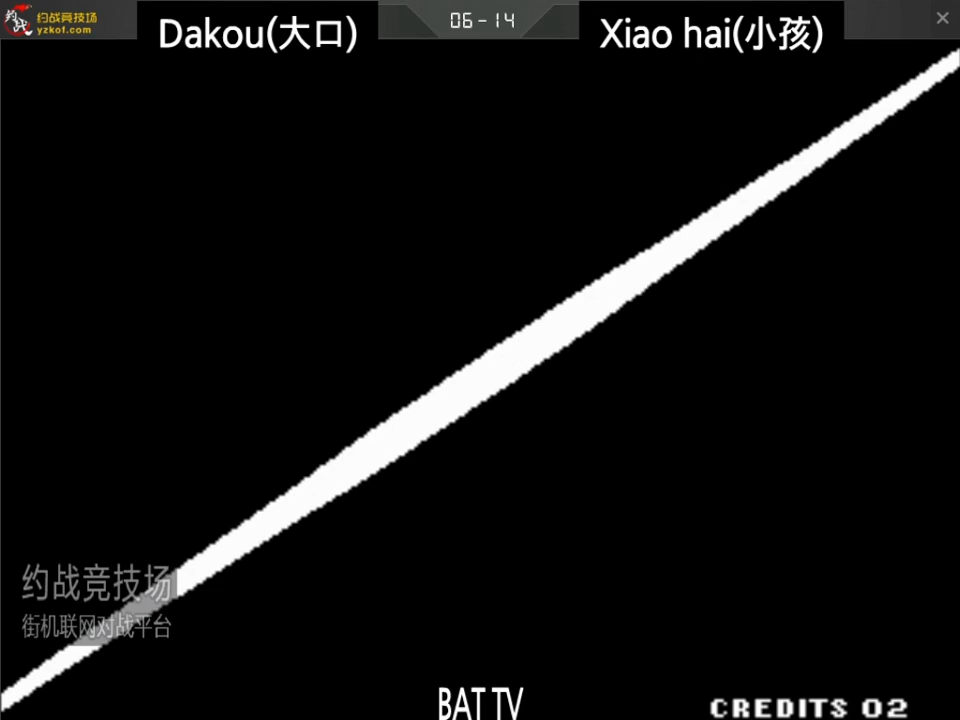 约战竞技场
yzkof.com
Dakou(大口)
06-14
Xiao hai(小孩)
约战竞技场
街机联网对战平台
BAT TV
CREDITS 02